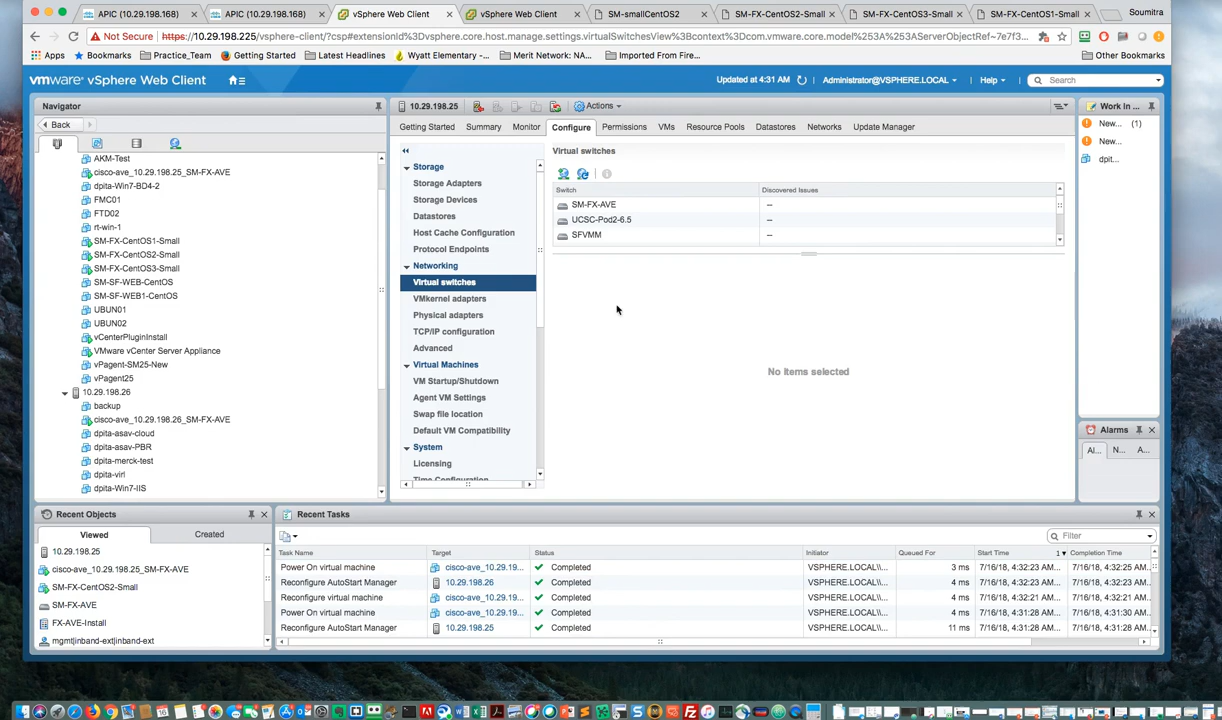 APIC (10.29.198.168)
APIC (10.29.198.168)
vSphere Web Client
vSphere Web Client
SM-smallCentOS2
SM-FX-CentOS2-Small
SM-FX-CentOS3-Small
SM-FX-CentOS1-Small
Soumitra
Not Secure
https://10.29.198.225/vsphere-client/?csp#extensionId%3Dvsphere.core.host.manage.settings.virtualSwitchesView%3Bcontext%3Dcom.vmware.core.model%253A%253AServerObjectRef~7e7f3...
Apps
Bookmarks
Practice_Team
Getting Started
Latest Headlines
Wyatt Elementary -...
Merit Network: NA...
Imported From Fire...
Other Bookmarks
vmware® vSphere Web Client
Updated at 4:31 AM
Administrator@VSPHERE.LOCAL
Help
Search
Navigator
Back
AKM-Test
cisco-ave_10.29.198.25_SM-FX-AVE
dpita-Win7-BD4-2
FMC01
FTD02
rt-win-1
SM-FX-CentOS1-Small
SM-FX-CentOS2-Small
SM-FX-CentOS3-Small
SM-SF-WEB-CentOS
SM-SF-WEB1-CentOS
UBUN01
UBUN02
vCenterPluginInstall
VMware vCenter Server Appliance
vPagent-SM25-New
vPagent25
10.29.198.26
backup
cisco-ave_10.29.198.26_SM-FX-AVE
dpita-asav-cloud
dpita-asav-PBR
dpita-merck-test
dpita-virl
dpita-Win7-IIS
10.29.198.25
Actions
Getting Started
Summary
Monitor
Configure
Permissions
VMs
Resource Pools
Datastores
Networks
Update Manager
Storage
Storage Adapters
Storage Devices
Datastores
Host Cache Configuration
Protocol Endpoints
Networking
Virtual switches
VMkernel adapters
Physical adapters
TCP/IP configuration
Advanced
Virtual Machines
VM Startup/Shutdown
Agent VM Settings
Swap file location
Default VM Compatibility
System
Licensing
Time Configuration
Virtual switches
Switch
Discovered Issues
SM-FX-AVE
--
UCSC-Pod2-6.5
--
SFVMM
--
No items selected
Work In ...
New... (1)
New...
dpit...
Alarms
Al...
N...
A...
Recent Objects
Viewed
Created
10.29.198.25
cisco-ave_10.29.198.25_SM-FX-AVE
SM-FX-CentOS2-Small
SM-FX-AVE
FX-AVE-Install
mgmt|inband-ext|inband-ext
Recent Tasks
Filter
Task Name Target Status Initiator Queued For Start Time 1 Completion Time
Power On virtual machine cisco-ave_10.29.19... Completed VSPHERE.LOCAL\\... 3 ms 7/16/18, 4:32:23 AM... 7/16/18, 4:32:25 AM...
Reconfigure AutoStart Manager 10.29.198.26 Completed VSPHERE.LOCAL\\... 4 ms 7/16/18, 4:32:23 AM... 7/16/18, 4:32:23 AM...
Reconfigure virtual machine cisco-ave_10.29.19... Completed VSPHERE.LOCAL\\... 4 ms 7/16/18, 4:32:21 AM... 7/16/18, 4:32:21 AM...
Power On virtual machine cisco-ave_10.29.19... Completed VSPHERE.LOCAL\\... 4 ms 7/16/18, 4:31:28 AM... 7/16/18, 4:31:30 AM...
Reconfigure AutoStart Manager 10.29.198.25 Completed VSPHERE.LOCAL\\... 11 ms 7/16/18, 4:31:28 AM... 7/16/18, 4:31:28 AM...